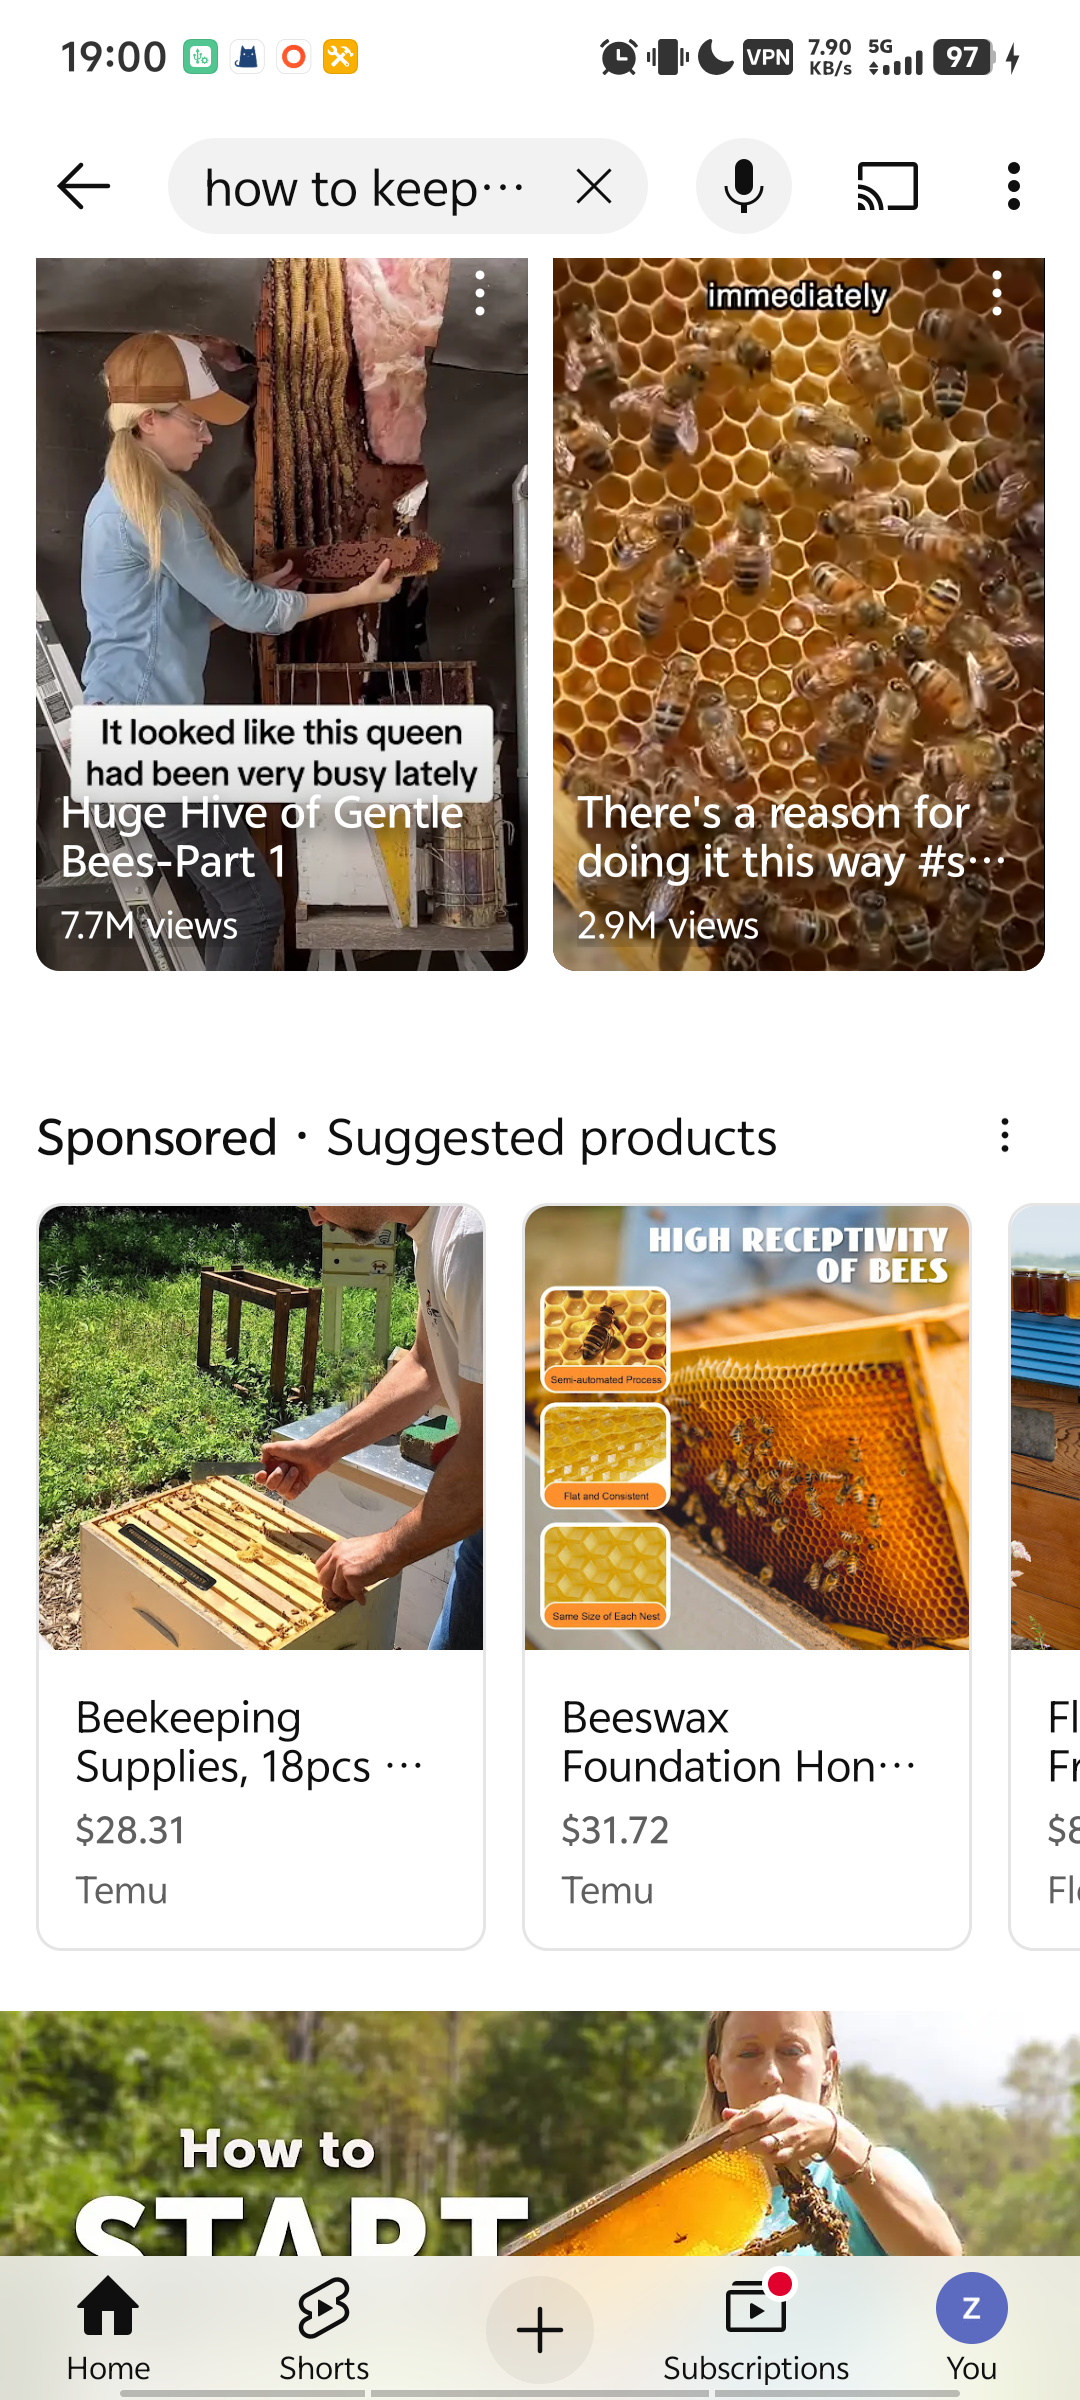 19:00
VPN
7.90
KB/s
5G
97
how to keep...
It looked like this queen
had been very busy lately
Huge Hive of Gentle
Bees-Part 1
7.7M views
immediately
There's a reason for
doing it this way #s...
2.9M views
Sponsored · Suggested products
HIGH RECEPTIVITY
OF BEES
Semi-automated Process
Flat and Consistent
Same Size of Each Nest
Beekeeping
Supplies, 18pcs ...
$28.31
Temu
Beeswax
Foundation Hon...
$31.72
Temu
Fl
Fr
$8
Fl
How to
START
Home
Shorts
Subscriptions
Z
You